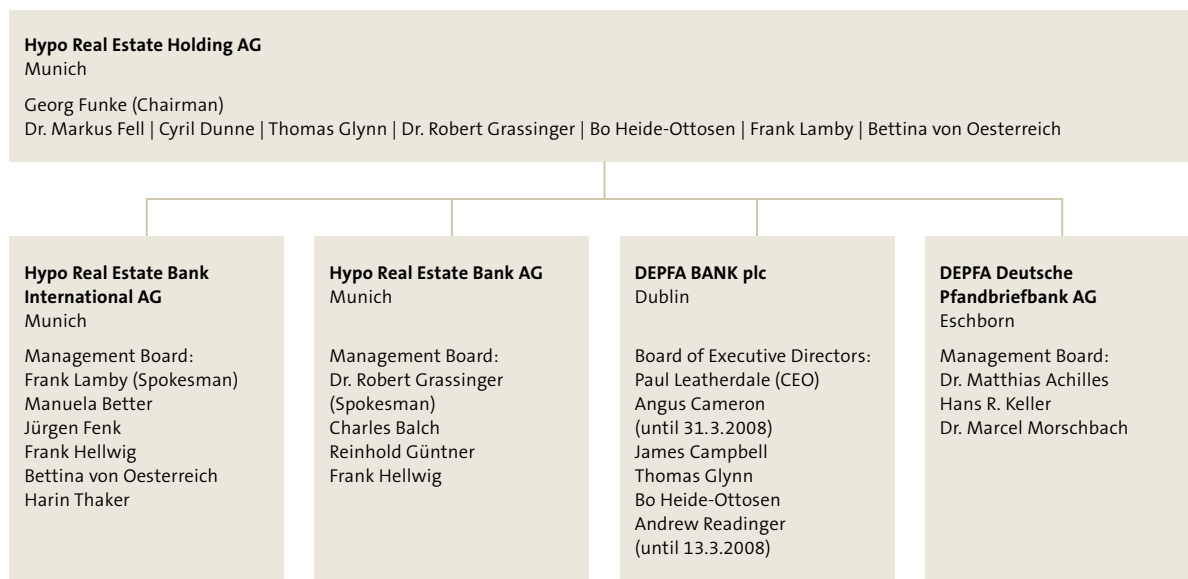 Hypo Real Estate Holding AG
Munich
Georg Funke (Chairman)
Dr. Markus Fell | Cyril Dunne | Thomas Glynn | Dr. Robert Grassinger | Bo Heide-Ottosen | Frank Lamby | Bettina von Oesterreich
Hypo Real Estate Bank
International AG
Munich
Management Board:
Frank Lamby (Spokesman)
Manuela Better
Jürgen Fenk
Frank Hellwig
Bettina von Oesterreich
Harin Thaker
Hypo Real Estate Bank AG
Munich
Management Board:
Dr. Robert Grassinger
(Spokesman)
Charles Balch
Reinhold Güntner
Frank Hellwig
DEPFA BANK plc
Dublin
Board of Executive Directors:
Paul Leatherdale (CEO)
Angus Cameron
(until 31.3.2008)
James Campbell
Thomas Glynn
Bo Heide-Ottosen
Andrew Readinger
(until 13.3.2008)
DEPFA Deutsche
Pfandbriefbank AG
Eschborn
Management Board:
Dr. Matthias Achilles
Hans R. Keller
Dr. Marcel Morschbach